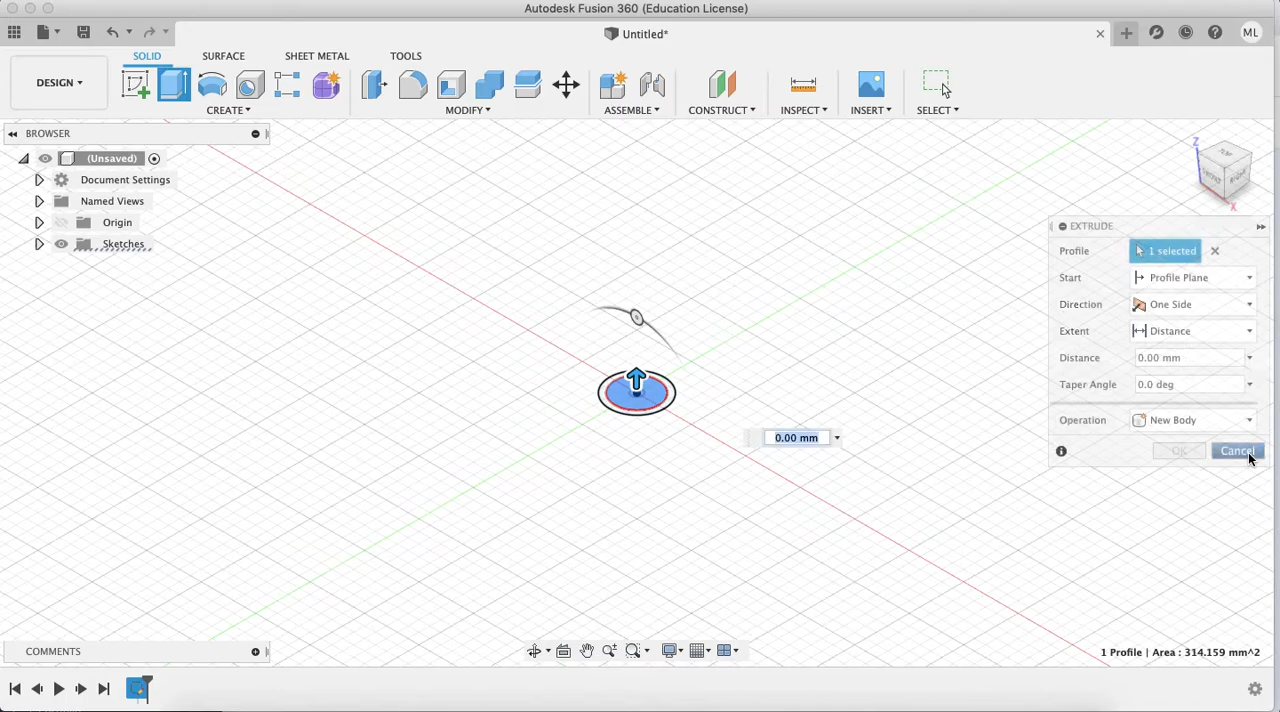 Autodesk Fusion 360 (Education License)
Untitled*
ML
SOLID
SURFACE
SHEET METAL
TOOLS
DESIGN
CREATE
MODIFY
ASSEMBLE
CONSTRUCT
INSPECT
INSERT
SELECT
BROWSER
(Unsaved)
Document Settings
Named Views
Origin
Sketches
Z
X
EXTRUDE
Profile
1 selected
Start
Profile Plane
Direction
One Side
Extent
Distance
Distance
0.00 mm
Taper Angle
0.0 deg
Operation
New Body
OK
Cancel
0.00 mm
COMMENTS
1 Profile | Area : 314.159 mm^2